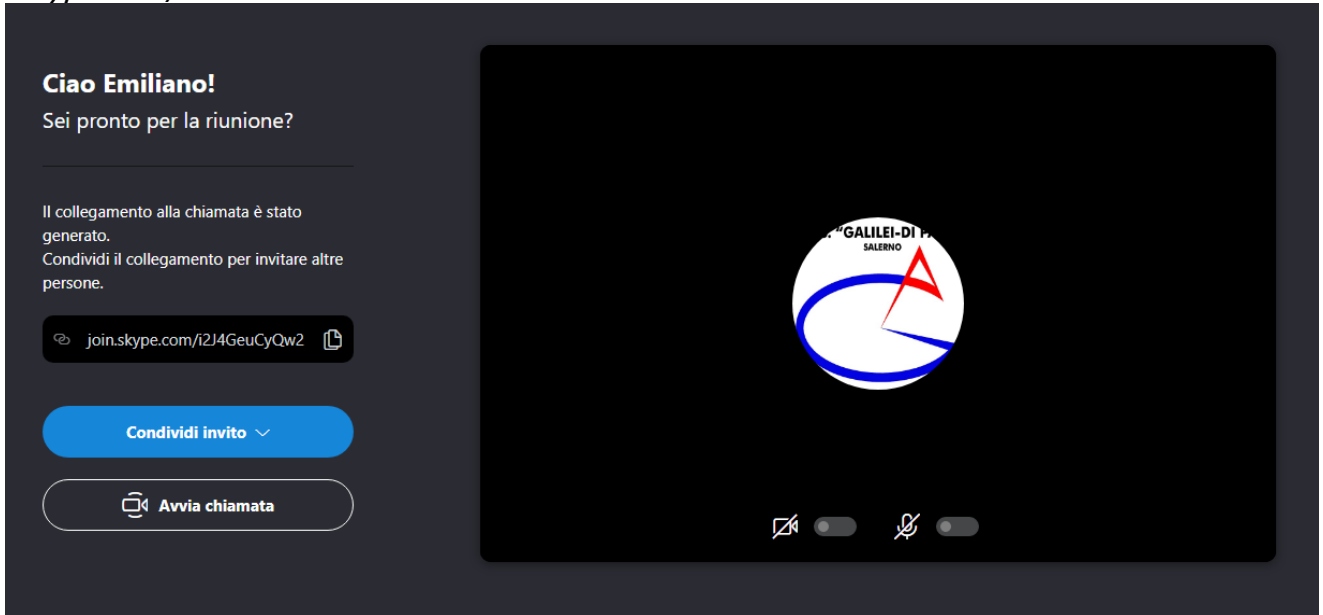 Ciao Emiliano!
Sei pronto per la riunione?
Il collegamento alla chiamata è stato
generato.
Condividi il collegamento per invitare altre
persone.
join.skype.com/i2J4GeuCyQw2
Condividi invito
Avvia chiamata
"GALILEI-DI
SALERNO